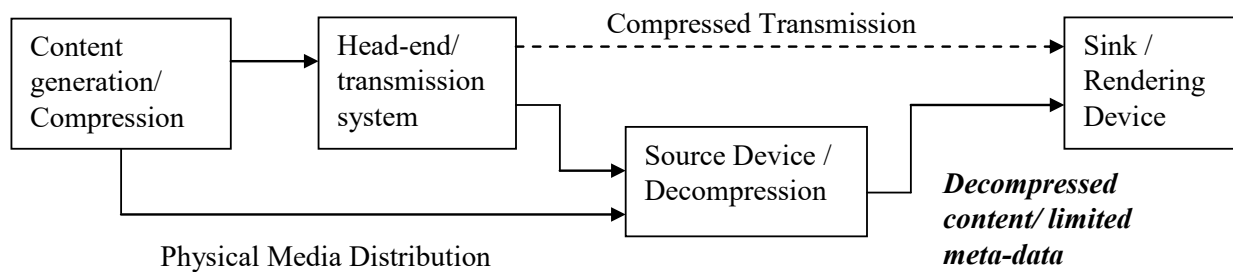 Content
generation/
Compression
Head-end/
transmission
system
Compressed Transmission
Sink /
Rendering
Device
Source Device /
Decompression
Decompressed
content/ limited
meta-data
Physical Media Distribution